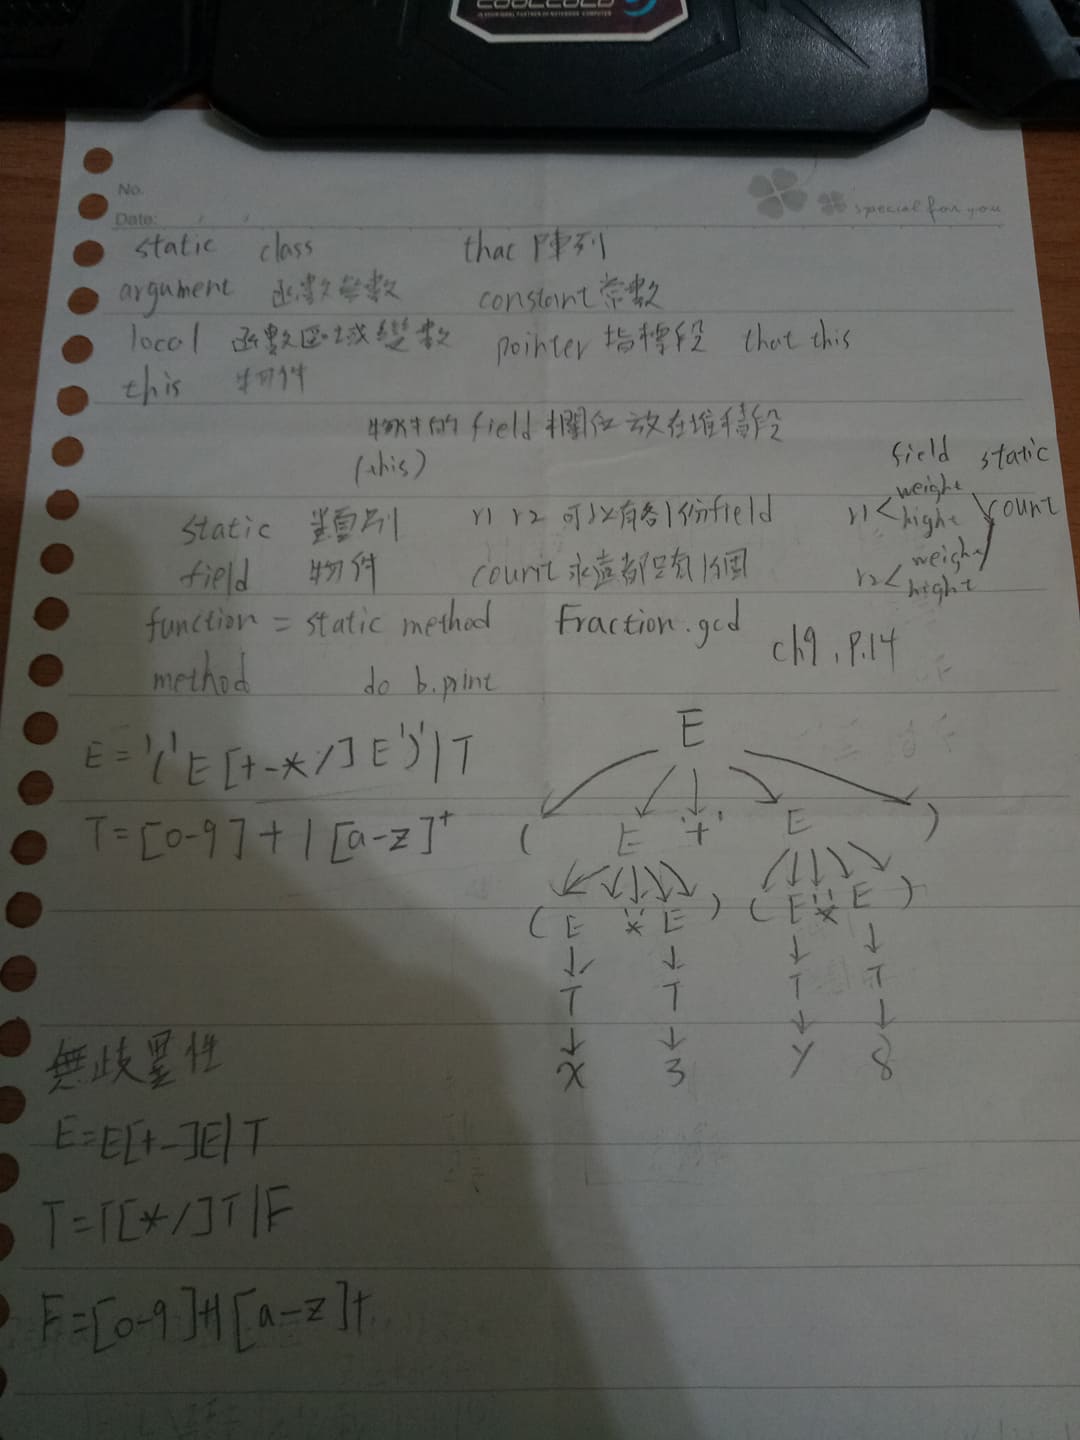 COOLCOLD
No.
Date:
special for you
static class that 陣列
argument 函數參數 constant 常數
local 函數區域變數 pointer 指標段 that this
this 物件
物件的 field 欄位放在堆積段
(this)
field static
static 類別 r1 r2 可以有各1份field
r1 weight hight count
field 物件 count 永遠都只有1個
r2 weight hight
function = static method Fraction.gcd
ch9, P.14
method do b.print
E = '(' E [+-*/] E ')' | T
T = [0-9]+ | [a-z]+
E
( E '+' E )
( E '*' E ) ( E '*' E )
T T T T
x 3 y 8
無歧異性
E=E[+-]E|T
T=T[*/]T|F
F=[0-9]+|[a-z]+